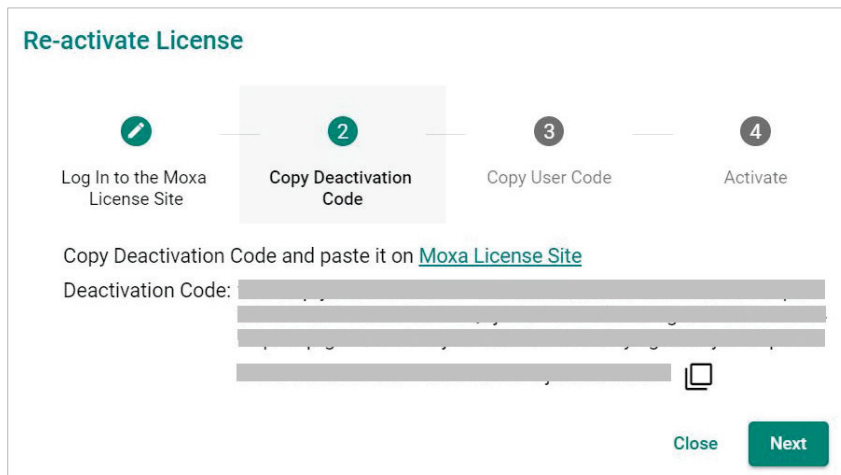 Re-activate License
2
3
4
Log In to the Moxa
License Site
Copy Deactivation
Code
Copy User Code
Activate
Copy Deactivation Code and paste it on Moxa License Site
Deactivation Code:
Close
Next